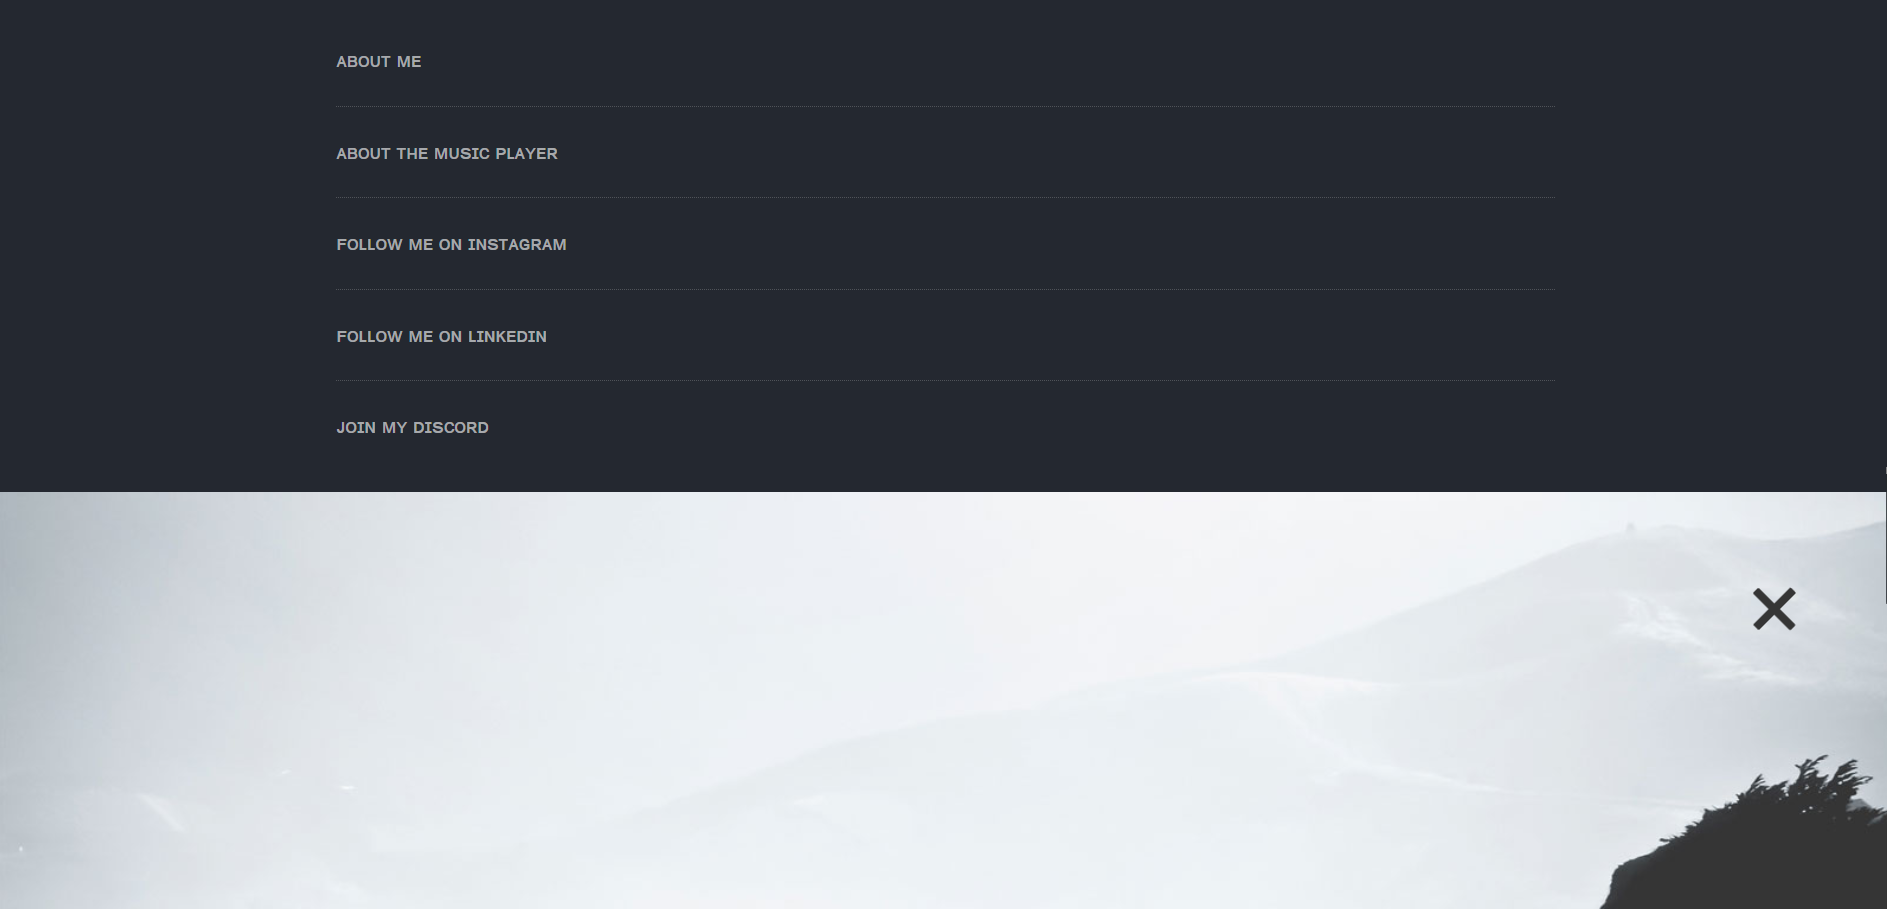 ABOUT ME
ABOUT THE MUSIC PLAYER
FOLLOW ME ON INSTAGRAM
FOLLOW ME ON LINKEDIN
JOIN MY DISCORD